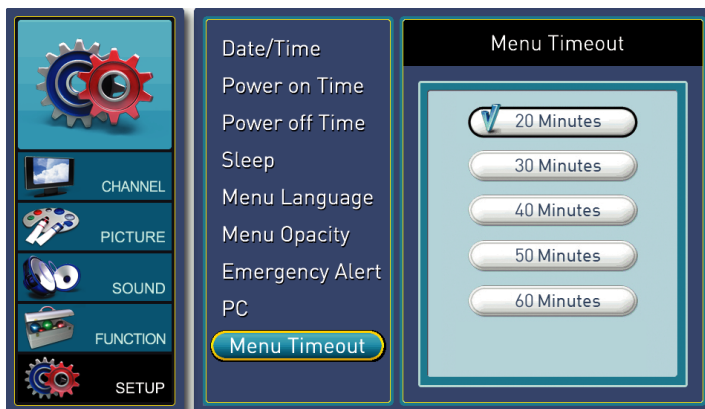 CHANNEL
PICTURE
SOUND
FUNCTION
SETUP
Date/Time
Power on Time
Power off Time
Sleep
Menu Language
Menu Opacity
Emergency Alert
PC
Menu Timeout
Menu Timeout
20 Minutes
30 Minutes
40 Minutes
50 Minutes
60 Minutes